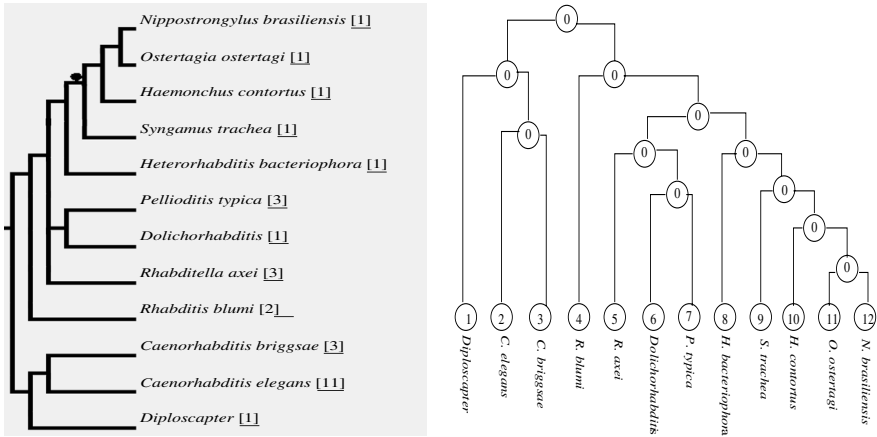 Nippostrongylus brasiliensis [1]
Ostertagia ostertagi [1]
Haemonchus contortus [1]
Syngamus trachea [1]
Heterorhabditis bacteriophora [1]
Pellioditis typica [3]
Dolichorhabditis [1]
Rhabditella axei [3]
Rhabditis blumi [2]
Caenorhabditis briggsae [3]
Caenorhabditis elegans [11]
Diploscapter [1]
0
0
0
0
0
0
0
0
0
0
0
1
2
3
4
5
6
7
8
9
10
11
12
Diploscapter
C. elegans
C. briggsae
R. blumi
R. axei
Dolichorhabditis
P. typica
H. bacteriophora
S. trachea
H. contortus
O. ostertagi
N. brasiliensis